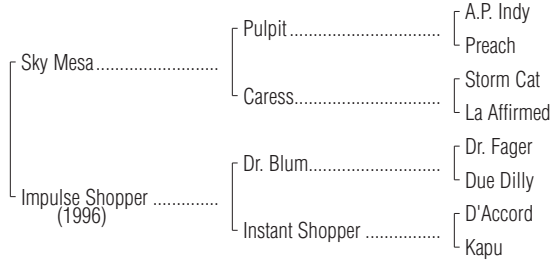 A.P. Indy
Pulpit
Preach
Sky Mesa
Storm Cat
Caress
La Affirmed
Dr. Fager
Dr. Blum
Due Dilly
Impulse Shopper
(1996)
D'Accord
Instant Shopper
Kapu